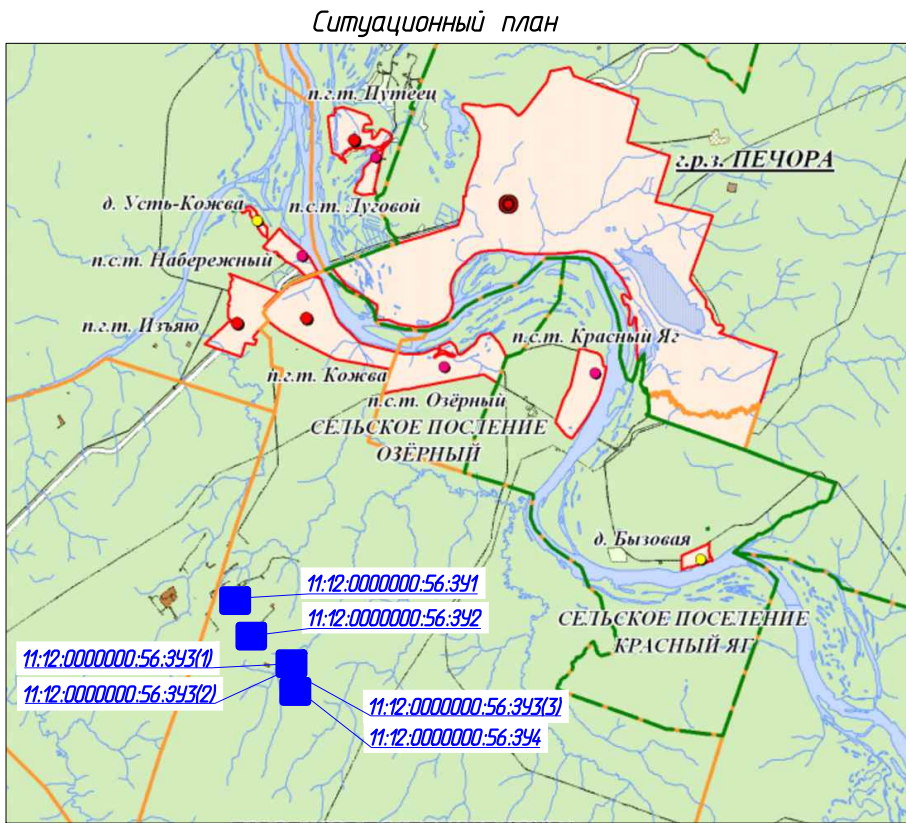 Ситуационный план
п.г.т. Путеец
г.р.з. ПЕЧОРА
д. Усть-Кожва
п.с.т. Луговой
п.с.т. Набережный
п.г.т. Изъяю
п.с.т. Красный Яг
п.г.т. Кожва
п.с.т. Озёрный
СЕЛЬСКОЕ ПОСЛЕНИЕ
ОЗЁРНЫЙ
д. Бызовая
11:12:0000000:56:ЗУ1
11:12:0000000:56:ЗУ2
СЕЛЬСКОЕ ПОСЕЛЕНИЕ
КРАСНЫЙ ЯГ
11:12:0000000:56:ЗУ3(1)
11:12:0000000:56:ЗУ3(2)
11:12:0000000:56:ЗУ3(3)
11:12:0000000:56:ЗУ4